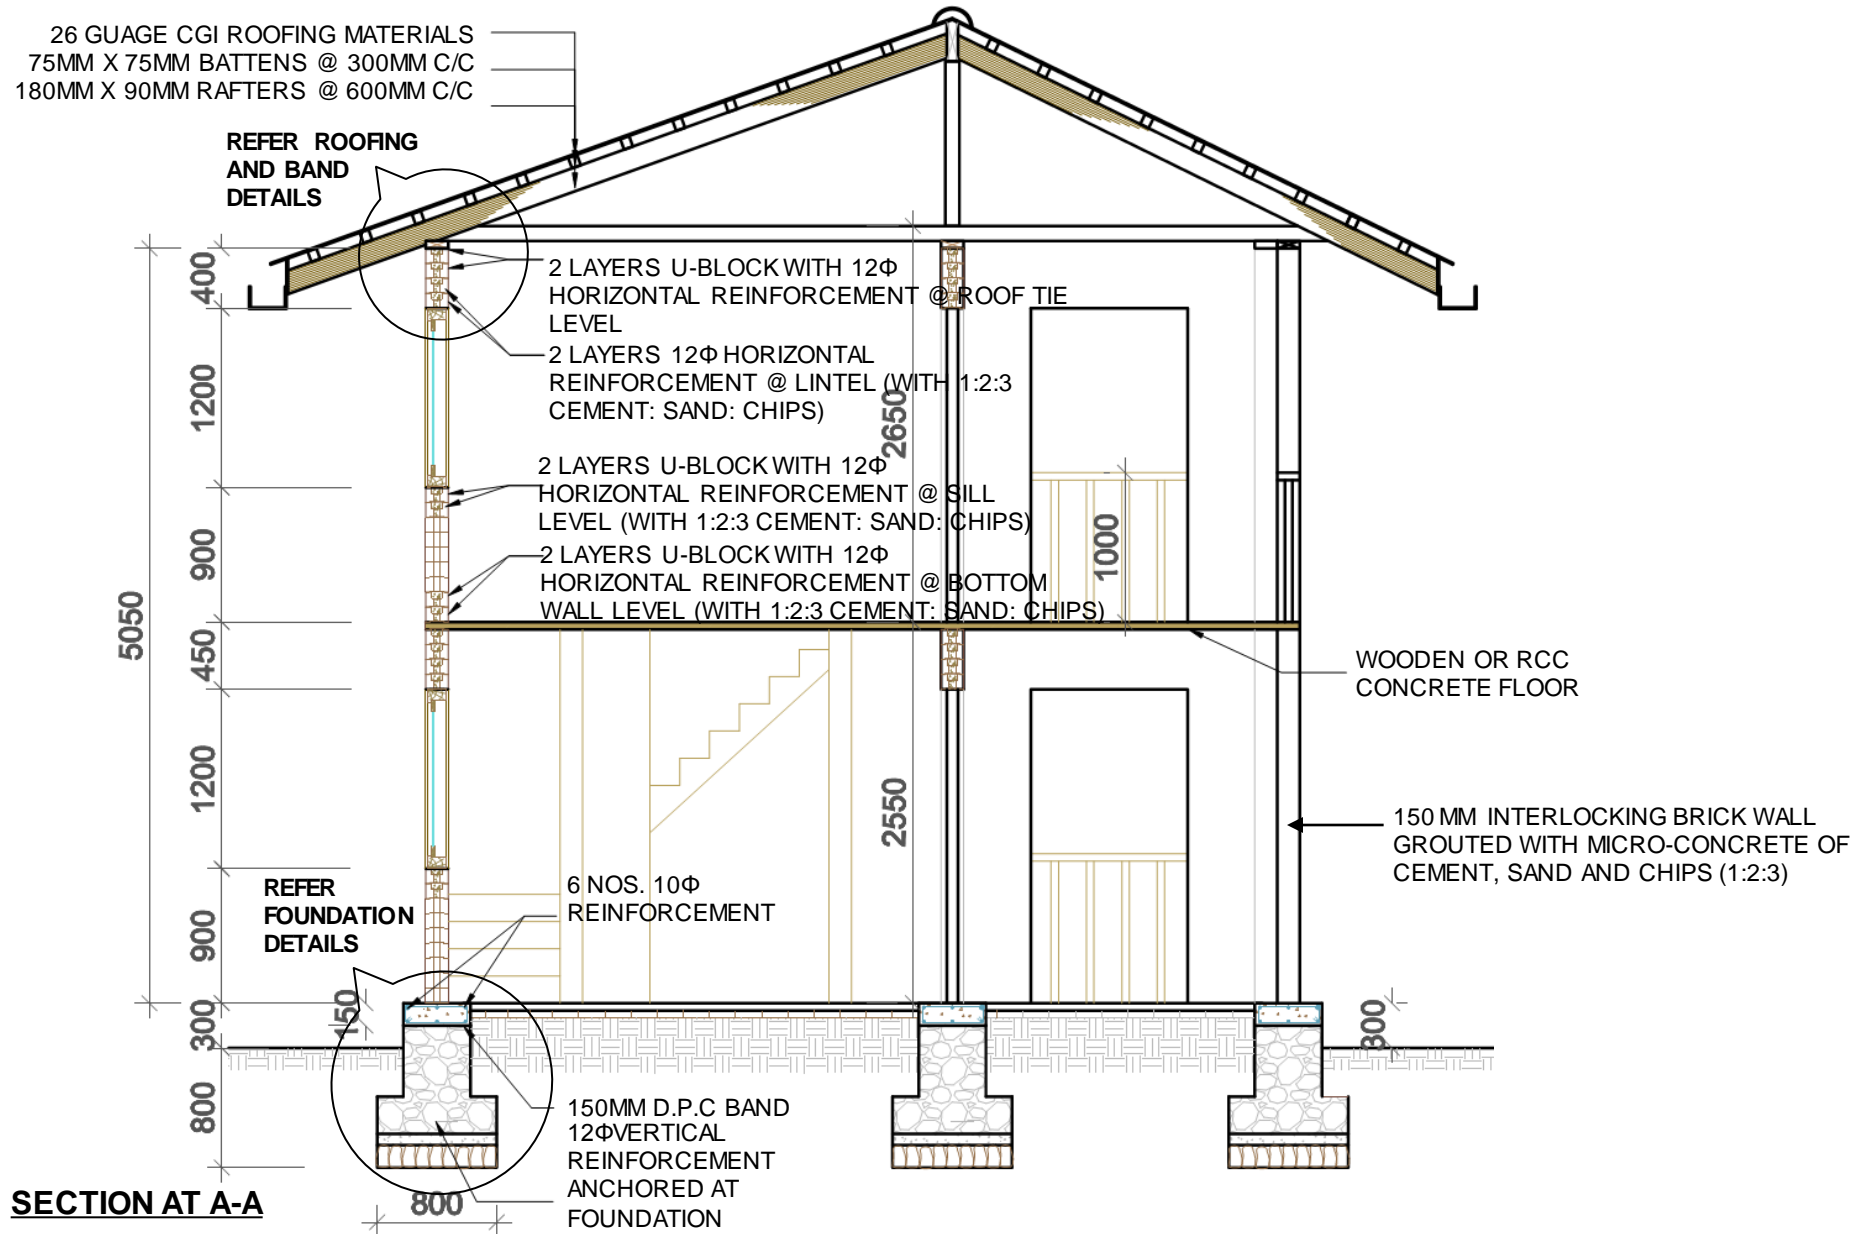 26 GUAGE CGI ROOFING MATERIALS
75MM X 75MM BATTENS @ 300MM C/C
180MM X 90MM RAFTERS @ 600MM C/C
REFER ROOFING
AND BAND
DETAILS
2 LAYERS U-BLOCK WITH 12Φ
HORIZONTAL REINFORCEMENT @ ROOF TIE
LEVEL
2 LAYERS 12Φ HORIZONTAL
REINFORCEMENT @ LINTEL (WITH 1:2:3
CEMENT: SAND: CHIPS)
2 LAYERS U-BLOCK WITH 12Φ
HORIZONTAL REINFORCEMENT @ SILL
LEVEL (WITH 1:2:3 CEMENT: SAND: CHIPS)
2 LAYERS U-BLOCK WITH 12Φ
HORIZONTAL REINFORCEMENT @ BOTTOM
WALL LEVEL (WITH 1:2:3 CEMENT: SAND: CHIPS)
5050
400
1200
900
450
1200
900
300
800
150
2650
2550
1000
WOODEN OR RCC
CONCRETE FLOOR
150 MM INTERLOCKING BRICK WALL
GROUTED WITH MICRO-CONCRETE OF
CEMENT, SAND AND CHIPS (1:2:3)
REFER
FOUNDATION
DETAILS
6 NOS. 10Φ
REINFORCEMENT
300
150MM D.P.C BAND
12ΦVERTICAL
REINFORCEMENT
ANCHORED AT
FOUNDATION
800
SECTION AT A-A